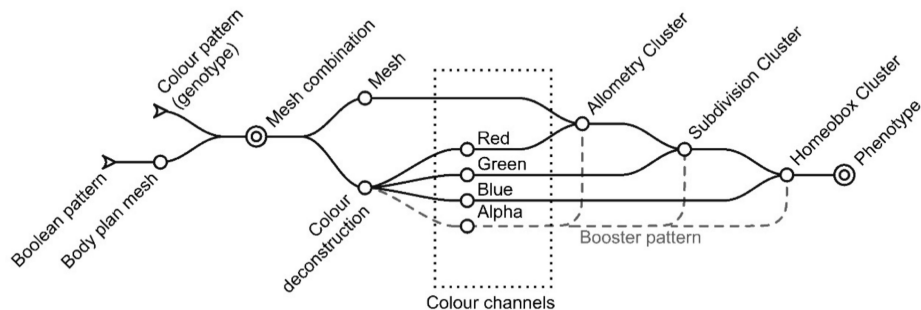 Colour pattern
(genotype)
Mesh combination
Mesh
Allometry Cluster
Subdivision Cluster
Homeobox Cluster
Phenotype
Boolean pattern
Body plan mesh
Colour
deconstruction
Red
Green
Blue
Alpha
Booster pattern
Colour channels